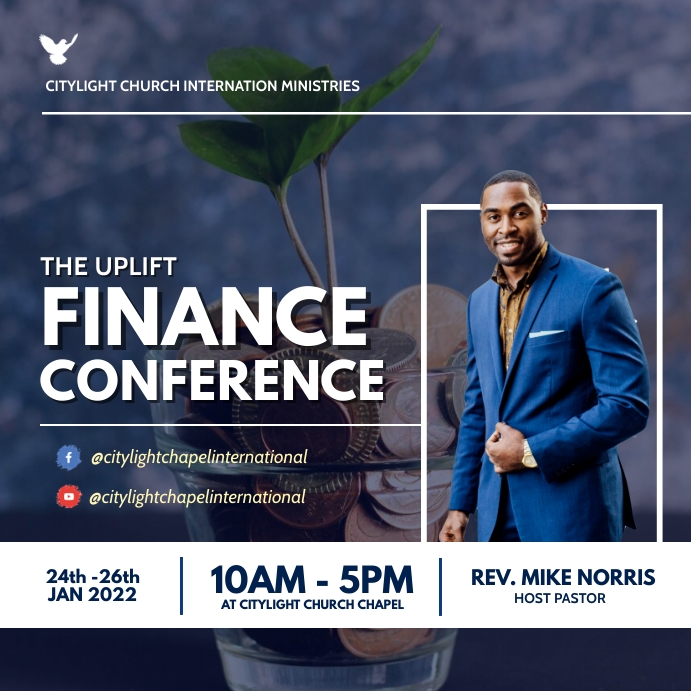 CITYLIGHT CHURCH INTERNATION MINISTRIES
THE UPLIFT
FINANCE
CONFERENCE
@citylightchapelinternational
@citylightchapelinternational
24th -26th
JAN 2022
10AM - 5PM
AT CITYLIGHT CHURCH CHAPEL
REV. MIKE NORRIS
HOST PASTOR